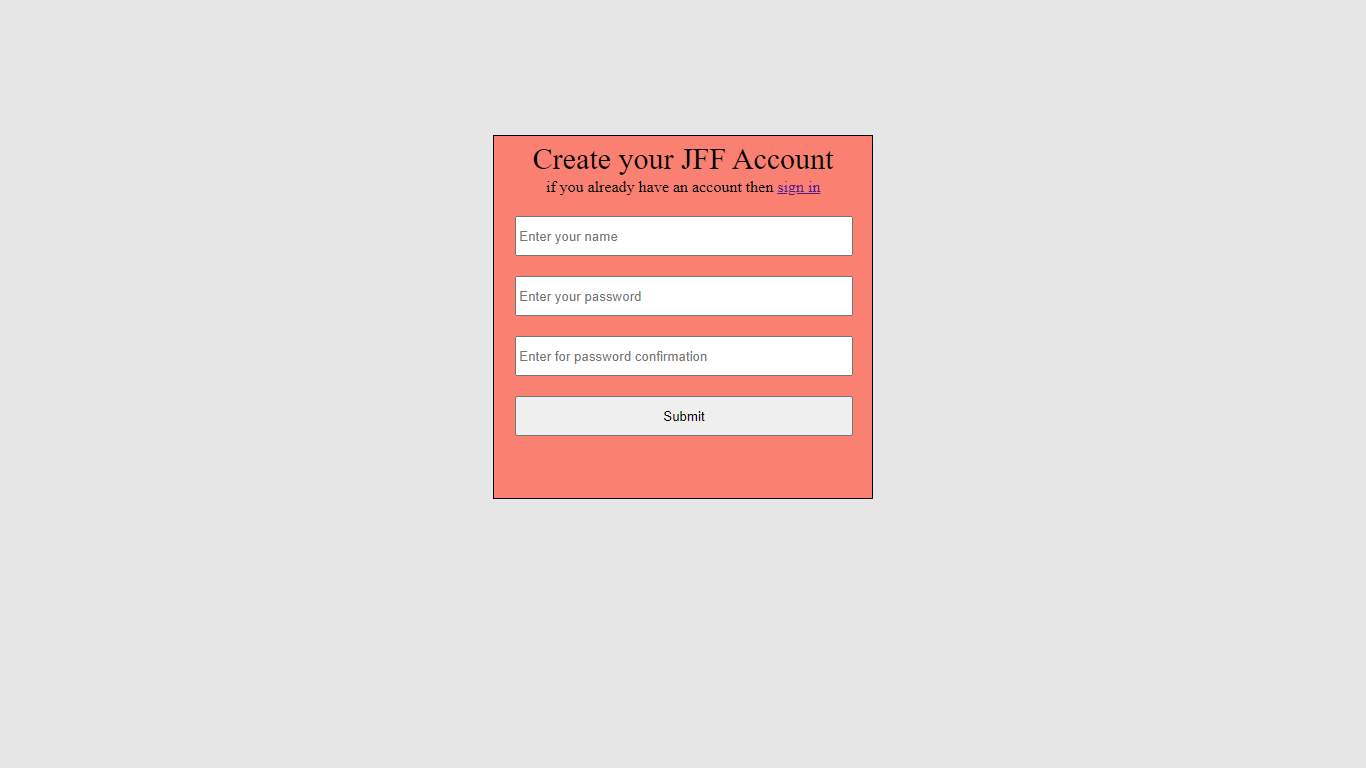 Create your JFF Account
if you already have an account then sign in
Enter your name
Enter your password
Enter for password confirmation
Submit